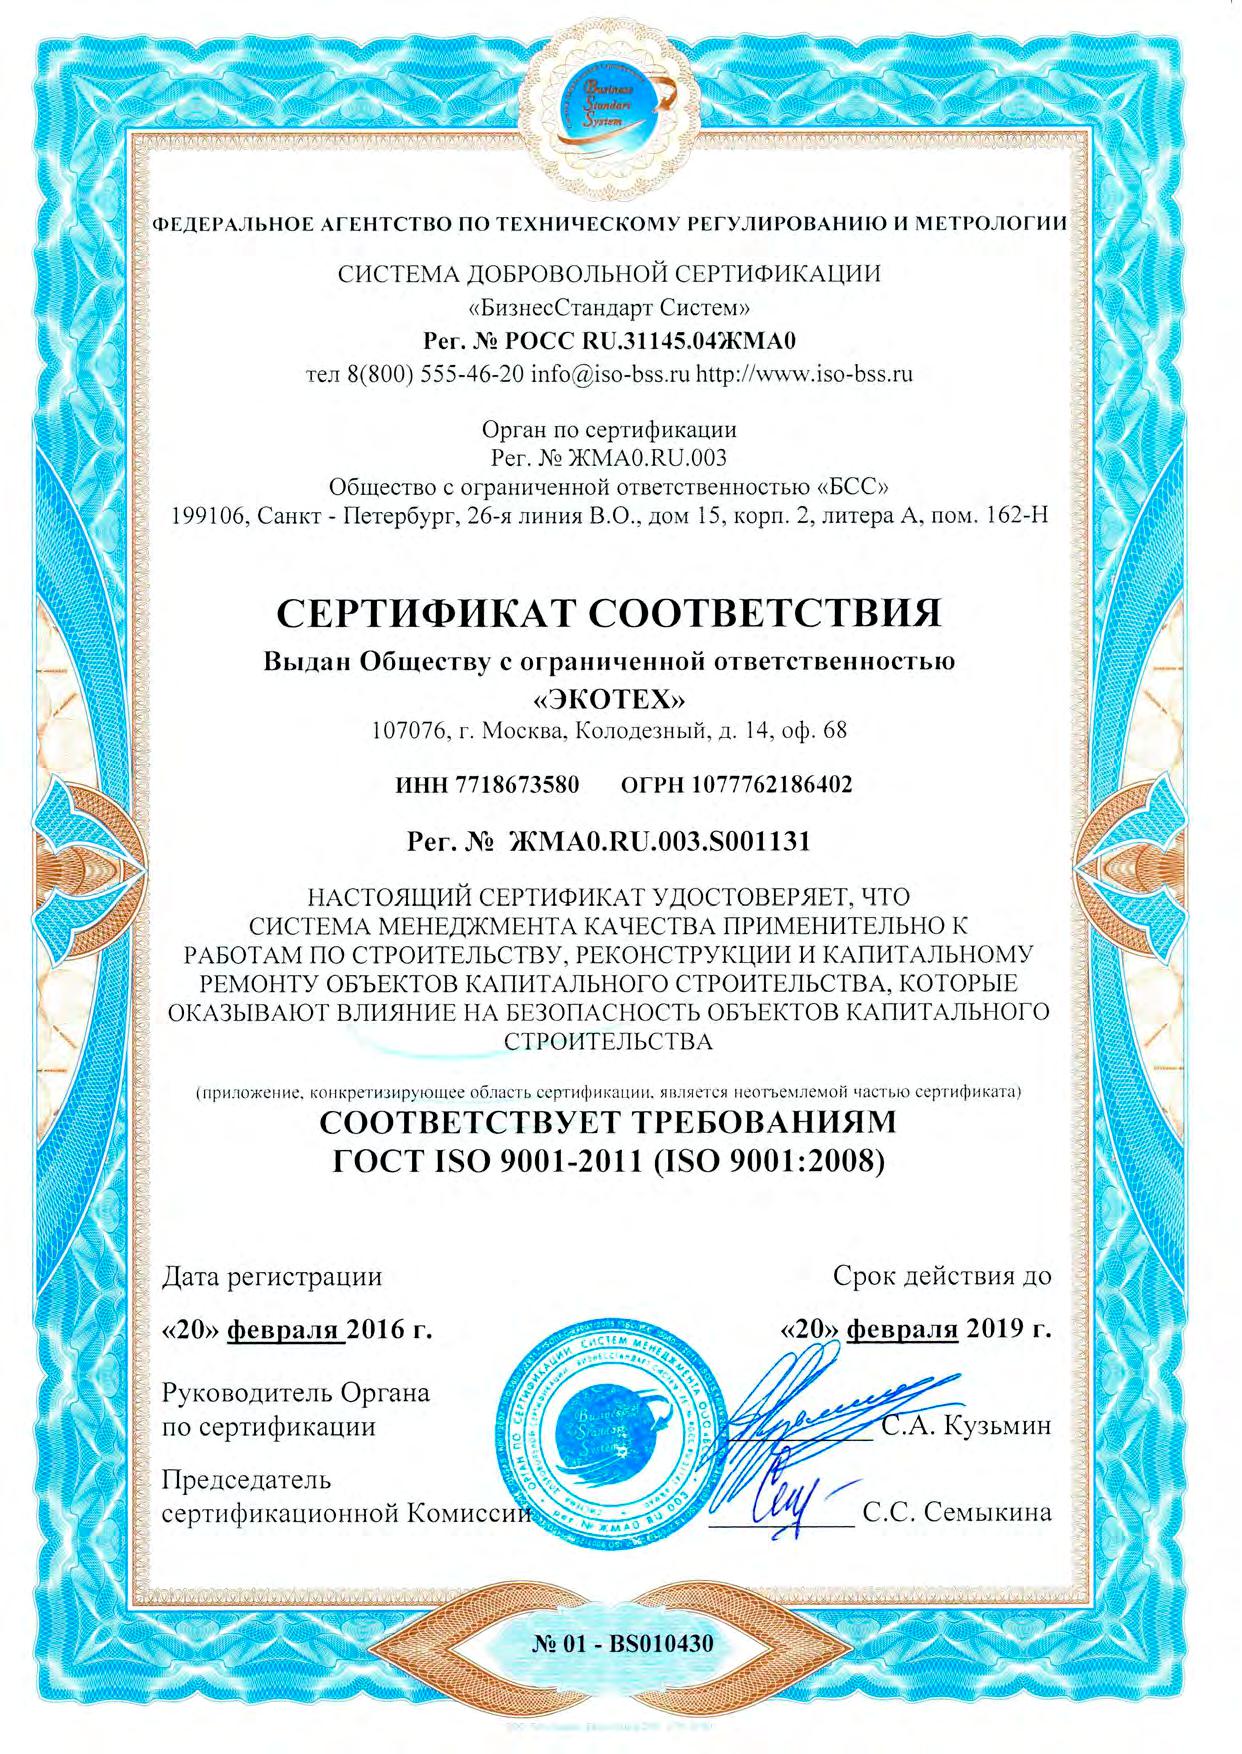 Business
Standart
System
ФЕДЕРАЛЬНОЕ АГЕНТСТВО ПО ТЕХНИЧЕСКОМУ РЕГУЛИРОВАНИЮ И МЕТРОЛОГИИ
СИСТЕМА ДОБРОВОЛЬНОЙ СЕРТИФИКАЦИИ
«БизнесСтандарт Систем»
Рег. № РОСС RU.31145.04ЖМА0
тел 8(800) 555-46-20 info@iso-bss.ru http://www.iso-bss.ru
Орган по сертификации
Рег. № ЖМА0.RU.003
Общество с ограниченной ответственностью «БСС»
199106, Санкт - Петербург, 26-я линия В.О., дом 15, корп. 2, литера А, пом. 162-Н
СЕРТИФИКАТ СООТВЕТСТВИЯ
Выдан Обществу с ограниченной ответственностью
«ЭКОТЕХ»
107076, г. Москва, Колодезный, д. 14, оф. 68
ИНН 7718673580 ОГРН 1077762186402
Рег. № ЖМА0.RU.003.S001131
НАСТОЯЩИЙ СЕРТИФИКАТ УДОСТОВЕРЯЕТ, ЧТО
СИСТЕМА МЕНЕДЖМЕНТА КАЧЕСТВА ПРИМЕНИТЕЛЬНО К
РАБОТАМ ПО СТРОИТЕЛЬСТВУ, РЕКОНСТРУКЦИИ И КАПИТАЛЬНОМУ
РЕМОНТУ ОБЪЕКТОВ КАПИТАЛЬНОГО СТРОИТЕЛЬСТВА, КОТОРЫЕ
ОКАЗЫВАЮТ ВЛИЯНИЕ НА БЕЗОПАСНОСТЬ ОБЪЕКТОВ КАПИТАЛЬНОГО
СТРОИТЕЛЬСТВА
(приложение, конкретизирующее область сертификации, является неотъемлемой частью сертификата)
СООТВЕТСТВУЕТ ТРЕБОВАНИЯМ
ГОСТ ISO 9001-2011 (ISO 9001:2008)
Дата регистрации
Срок действия до
«20» февраля 2016 г.
«20» февраля 2019 г.
Руководитель Органа
по сертификации
С.А. Кузьмин
Председатель
сертификационной Комиссии
С.С. Семыкина
ОРГАН ПО СЕРТИФИКАЦИИ СИСТЕМ МЕНЕДЖМЕНТА ООО «БСС»
рег № ЖМА0 RU 003
Business
Standart
System
№ 01 - BS010430